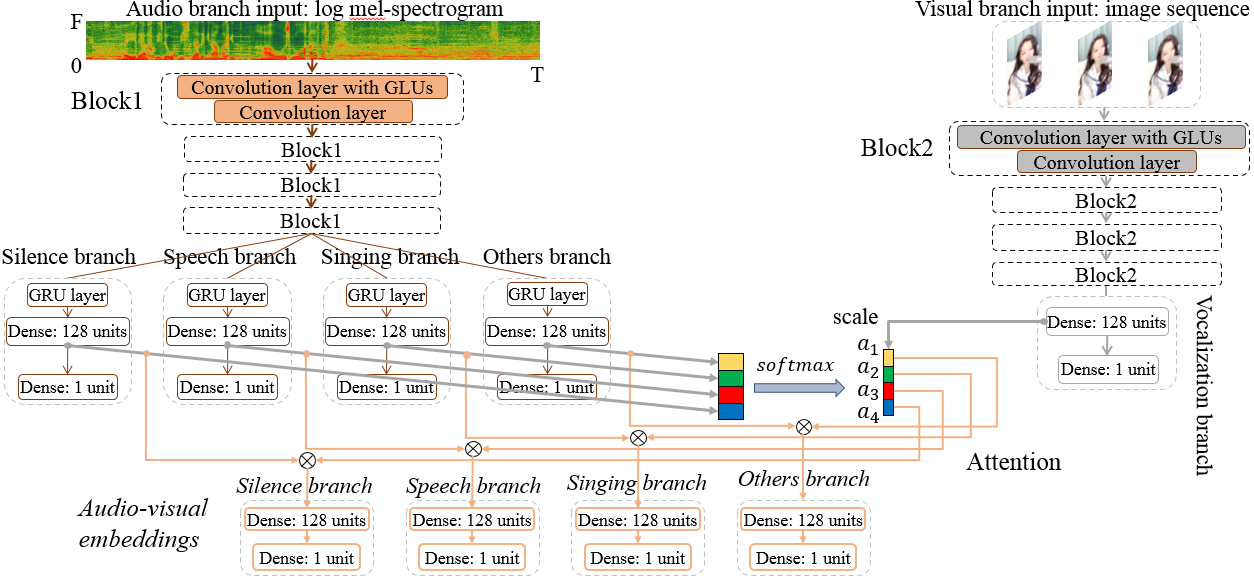 Audio branch input: log mel-spectrogram
F
0
T
Block1
Convolution layer with GLUs
Convolution layer
Block1
Block1
Block1
Visual branch input: image sequence
Block2
Convolution layer with GLUs
Convolution layer
Block2
Block2
Block2
Silence branch
Speech branch
Singing branch
Others branch
GRU layer
GRU layer
GRU layer
GRU layer
Dense: 128 units
Dense: 128 units
Dense: 128 units
Dense: 128 units
Dense: 1 unit
Dense: 1 unit
Dense: 1 unit
Dense: 1 unit
softmax
scale
a1
a2
a3
a4
Dense: 128 units
Dense: 1 unit
Vocalization branch
Attention
Audio-visual
embeddings
Silence branch
Speech branch
Singing branch
Others branch
Dense: 128 units
Dense: 128 units
Dense: 128 units
Dense: 128 units
Dense: 1 unit
Dense: 1 unit
Dense: 1 unit
Dense: 1 unit